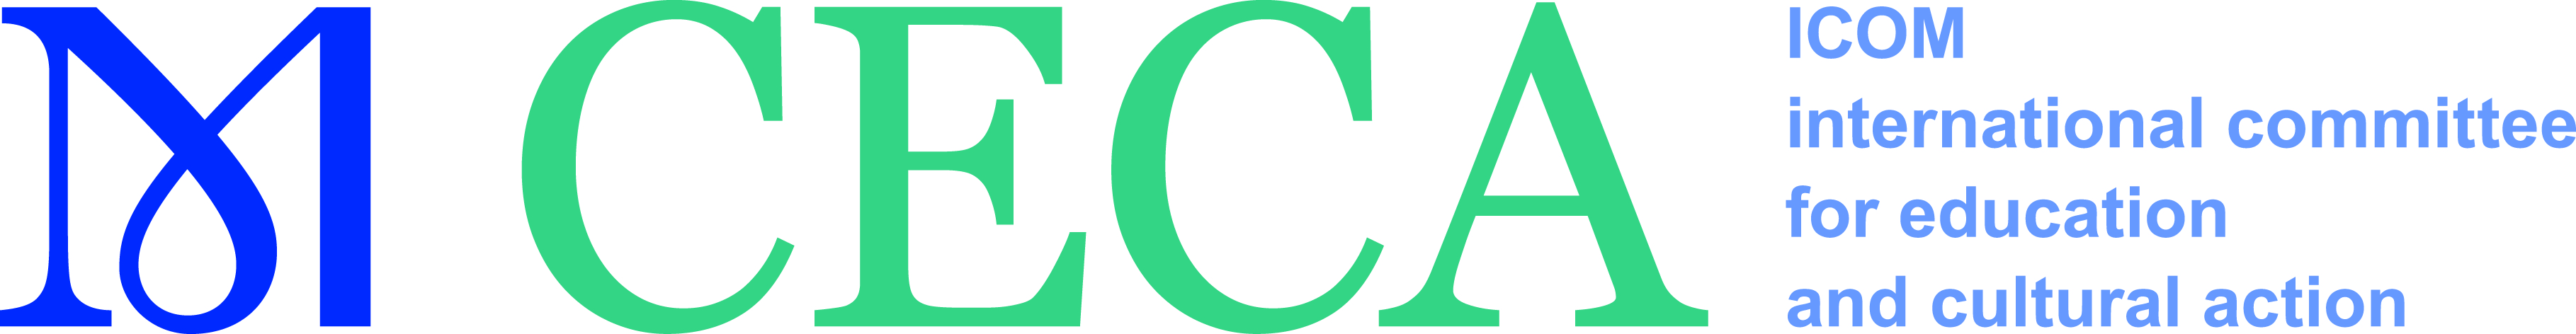 M CECA
ICOM
international committee
for education
and cultural action